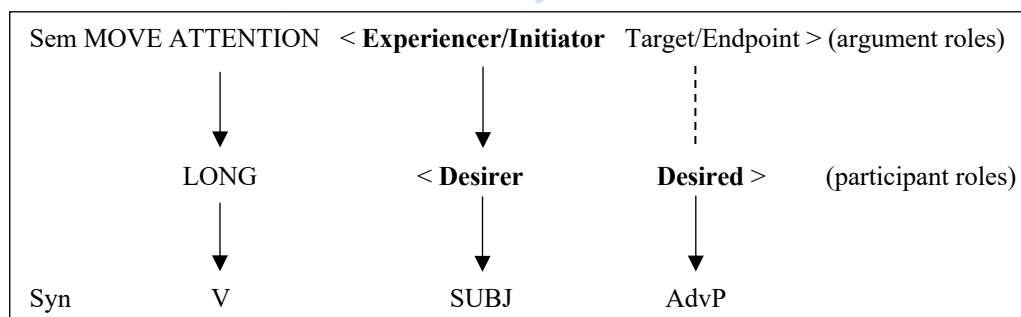 Sem MOVE ATTENTION < Experiencer/Initiator Target/Endpoint > (argument roles)
LONG < Desirer Desired > (participant roles)
Syn V SUBJ AdvP